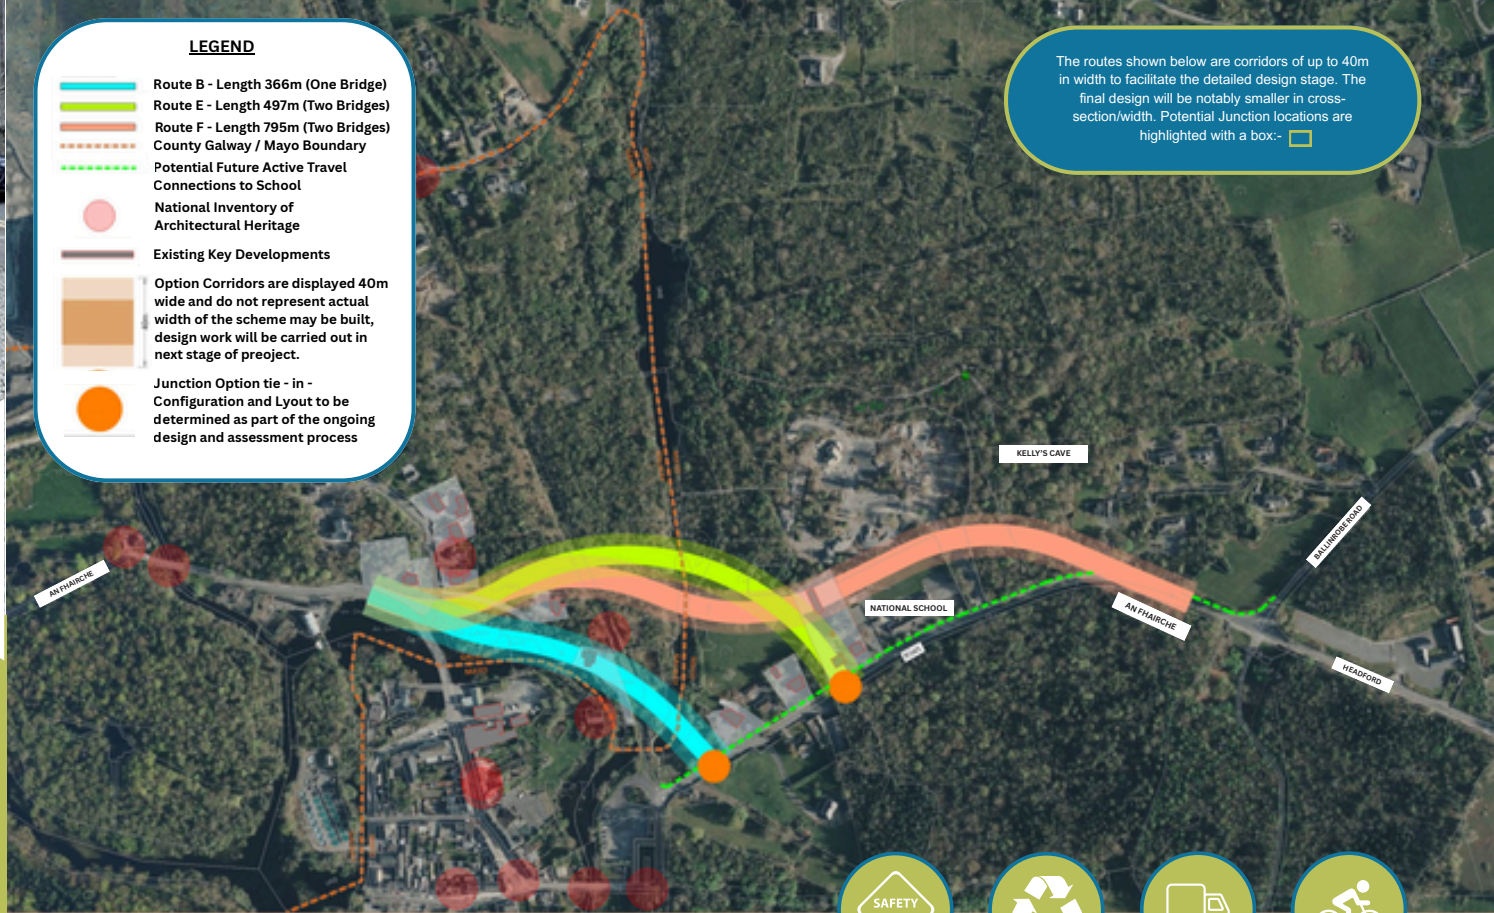 LEGEND
Route B - Length 366m (One Bridge)
Route E - Length 497m (Two Bridges)
Route F - Length 795m (Two Bridges)
County Galway / Mayo Boundary
Potential Future Active Travel
Connections to School
National Inventory of
Architectural Heritage
Existing Key Developments
Option Corridors are displayed 40m
wide and do not represent actual
width of the scheme may be built,
design work will be carried out in
next stage of preoject.
Junction Option tie - in -
Configuration and Lyout to be
determined as part of the ongoing
design and assessment process
The routes shown below are corridors of up to 40m
in width to facilitate the detailed design stage. The
final design will be notably smaller in cross-
section/width. Potential Junction locations are
highlighted with a box:-
KELLY'S CAVE
BALLINROBE ROAD
AN FHAIRCHE
NATIONAL SCHOOL
AN FHAIRCHE
HEADFORD
SAFETY